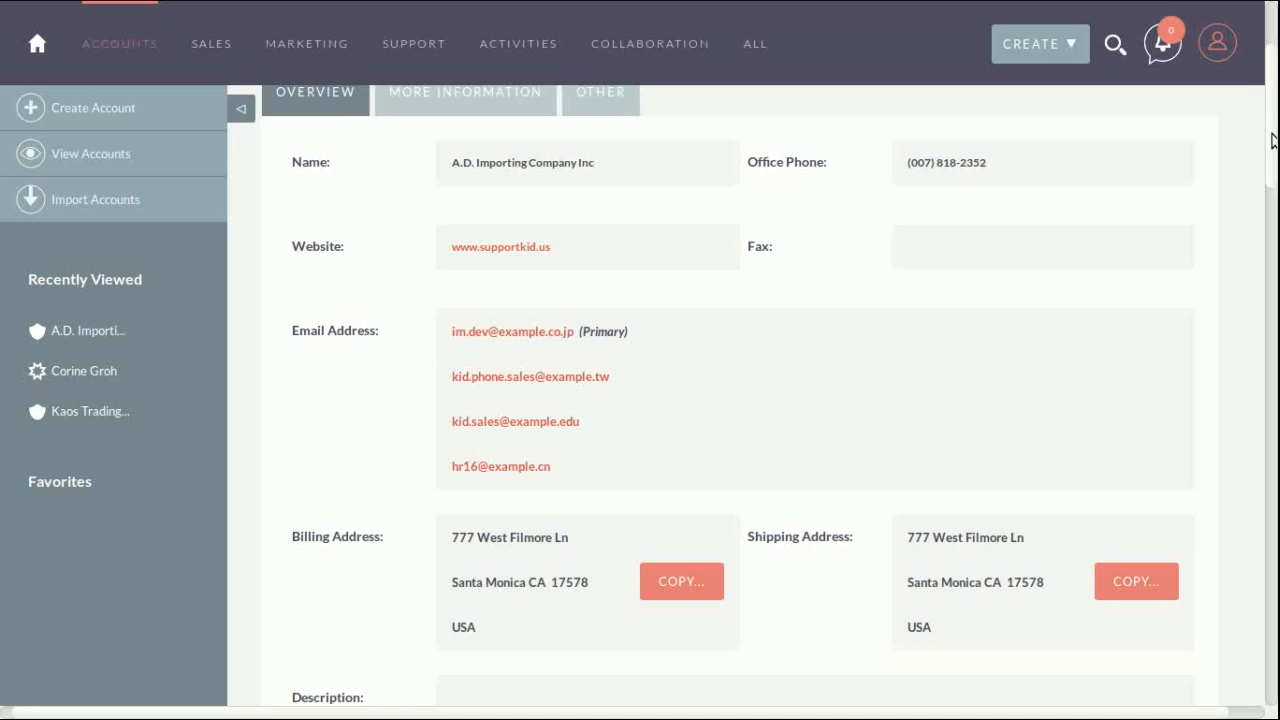 ACCOUNTS SALES MARKETING SUPPORT ACTIVITIES COLLABORATION ALL CREATE ▼ 0
Create Account
View Accounts
Import Accounts
Recently Viewed
A.D. Importi...
Corine Groh
Kaos Trading...
Favorites
OVERVIEW MORE INFORMATION OTHER
Name: A.D. Importing Company Inc Office Phone: (007) 818-2352
Website: www.supportkid.us Fax:
Email Address: im.dev@example.co.jp (Primary)
kid.phone.sales@example.tw
kid.sales@example.edu
hr16@example.cn
Billing Address: 777 West Filmore Ln Shipping Address: 777 West Filmore Ln
Santa Monica CA 17578 COPY... Santa Monica CA 17578 COPY...
USA USA
Description: